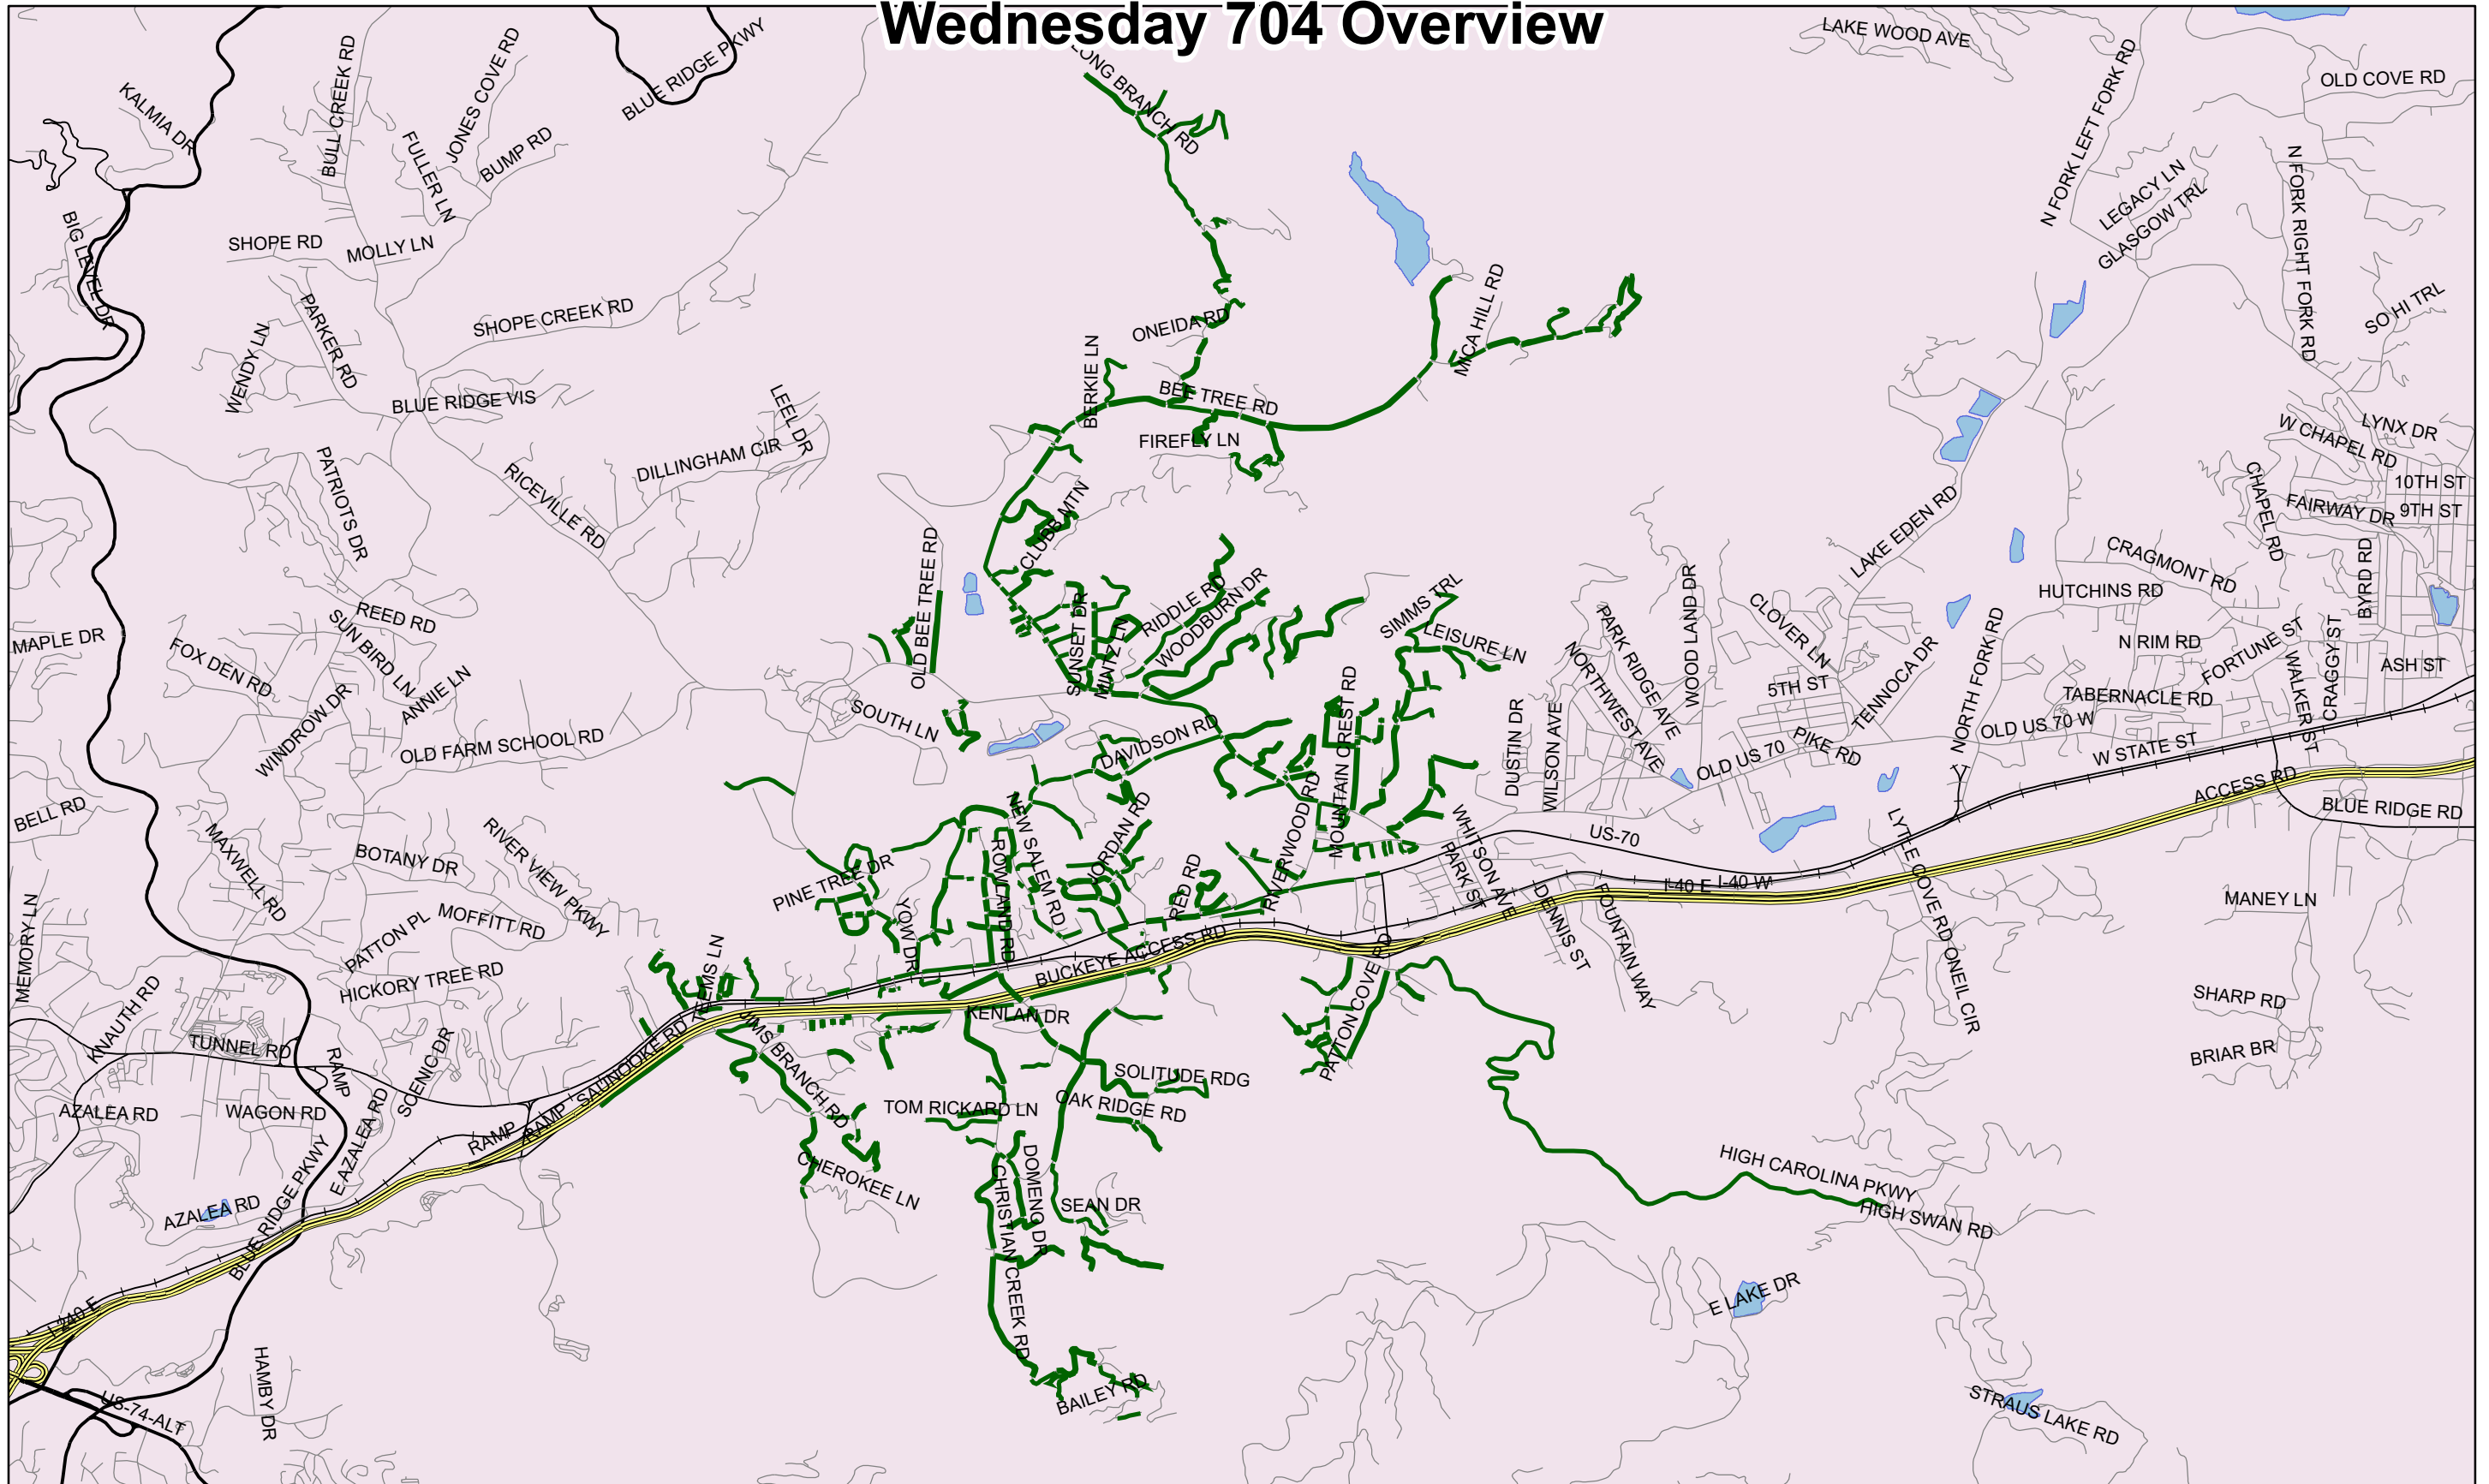 Wednesday 704 Overview
LAKE WOOD AVE
OLD COVE RD
KALMIA DR
BULL CREEK RD
JONES COVE RD
BLUE RIDGE PKWY
LONG BRANCH RD
N FORK LEFT FORK RD
FULLER LN
BUMP RD
LEGACY LN
GLASGOW TRL
N FORK RIGHT FORK RD
BIG LEVEL DR
SHOPE RD
MOLLY LN
SO HI TRL
PARKER RD
SHOPE CREEK RD
ONEIDA RD
MICA HILL RD
WENDY LN
BERKIE LN
BLUE RIDGE VIS
BEE TREE RD
LEEL DR
FIREFLY LN
DILLINGHAM CIR
LYNX DR
W CHAPEL RD
PATRIOTS DR
RICEVILLE RD
10TH ST
CHAPEL RD
FAIRWAY DR
9TH ST
CLUBB MTN
LAKE EDEN RD
OLD BEE TREE RD
CRAGMONT RD
BYRD RD
HUTCHINS RD
REED RD
SUN BIRD LN
SUNSET DR
MINTZ LN
RIDDLE RD
WOODBURN DR
SIMMS TRL
LEISURE LN
PARK RIDGE AVE
NORTHWEST AVE
WOOD LAND DR
CLOVER LN
MAPLE DR
FOX DEN RD
ANNIE LN
WINDROW DR
5TH ST
TENNOCA DR
NORTH FORK RD
N RIM RD
FORTUNE ST
WALKER ST
CRAGGY ST
ASH ST
TABERNACLE RD
OLD US 70 W
SOUTH LN
OLD FARM SCHOOL RD
DAVIDSON RD
MOUNTAIN CREST RD
DUSTIN DR
WILSON AVE
OLD US 70
PIKE RD
W STATE ST
ACCESS RD
BLUE RIDGE RD
BELL RD
MAXWELL RD
BOTANY DR
RIVER VIEW PKWY
NEW SALEM RD
JORDAN RD
RIVERWOOD RD
US-70
WHITSON AVE
PARK ST
LYTLE COVE RD
PINE TREE DR
ROWLAND RD
RED RD
I-40 E
I-40 W
MANEY LN
MEMORY LN
PATTON PL
MOFFITT RD
YOW DR
DENNIS ST
FOUNTAIN WAY
ONEIL CIR
HICKORY TREE RD
TEEMS LN
BUCKEYE ACCESS RD
PATTON COVE RD
SHARP RD
KNAUTH RD
TUNNEL RD
RAMP
SCENIC DR
SAUNOOKE RD
JIMS BRANCH RD
KENLAN DR
BRIAR BR
SOLITUDE RDG
AZALEA RD
WAGON RD
E AZALEA RD
RAMP
RAMP
TOM RICKARD LN
OAK RIDGE RD
CHEROKEE LN
CHRISTIAN CREEK RD
DOMENG DR
SEAN DR
HIGH CAROLINA PKWY
HIGH SWAN RD
AZALEA RD
BLUE RIDGE PKWY
I-240 E
E LAKE DR
HAMBY DR
US-74-ALT
BAILEY RD
STRAUS LAKE RD